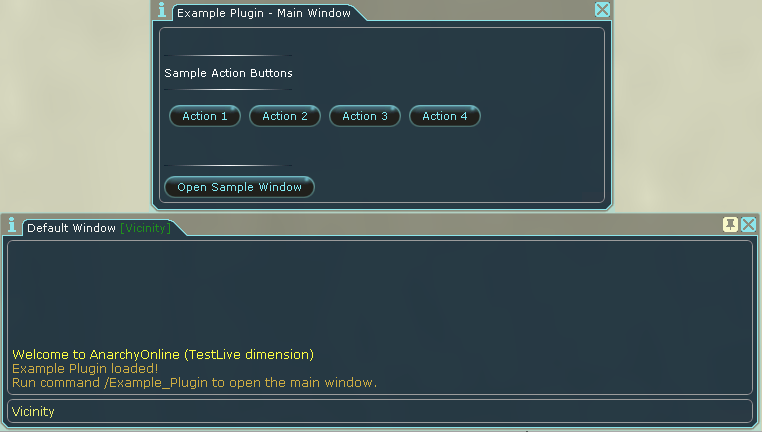 Example Plugin - Main Window
Sample Action Buttons
Action 1 Action 2 Action 3 Action 4
Open Sample Window
Default Window [Vicinity]
Welcome to AnarchyOnline (TestLive dimension)
Example Plugin loaded!
Run command /Example_Plugin to open the main window.
Vicinity